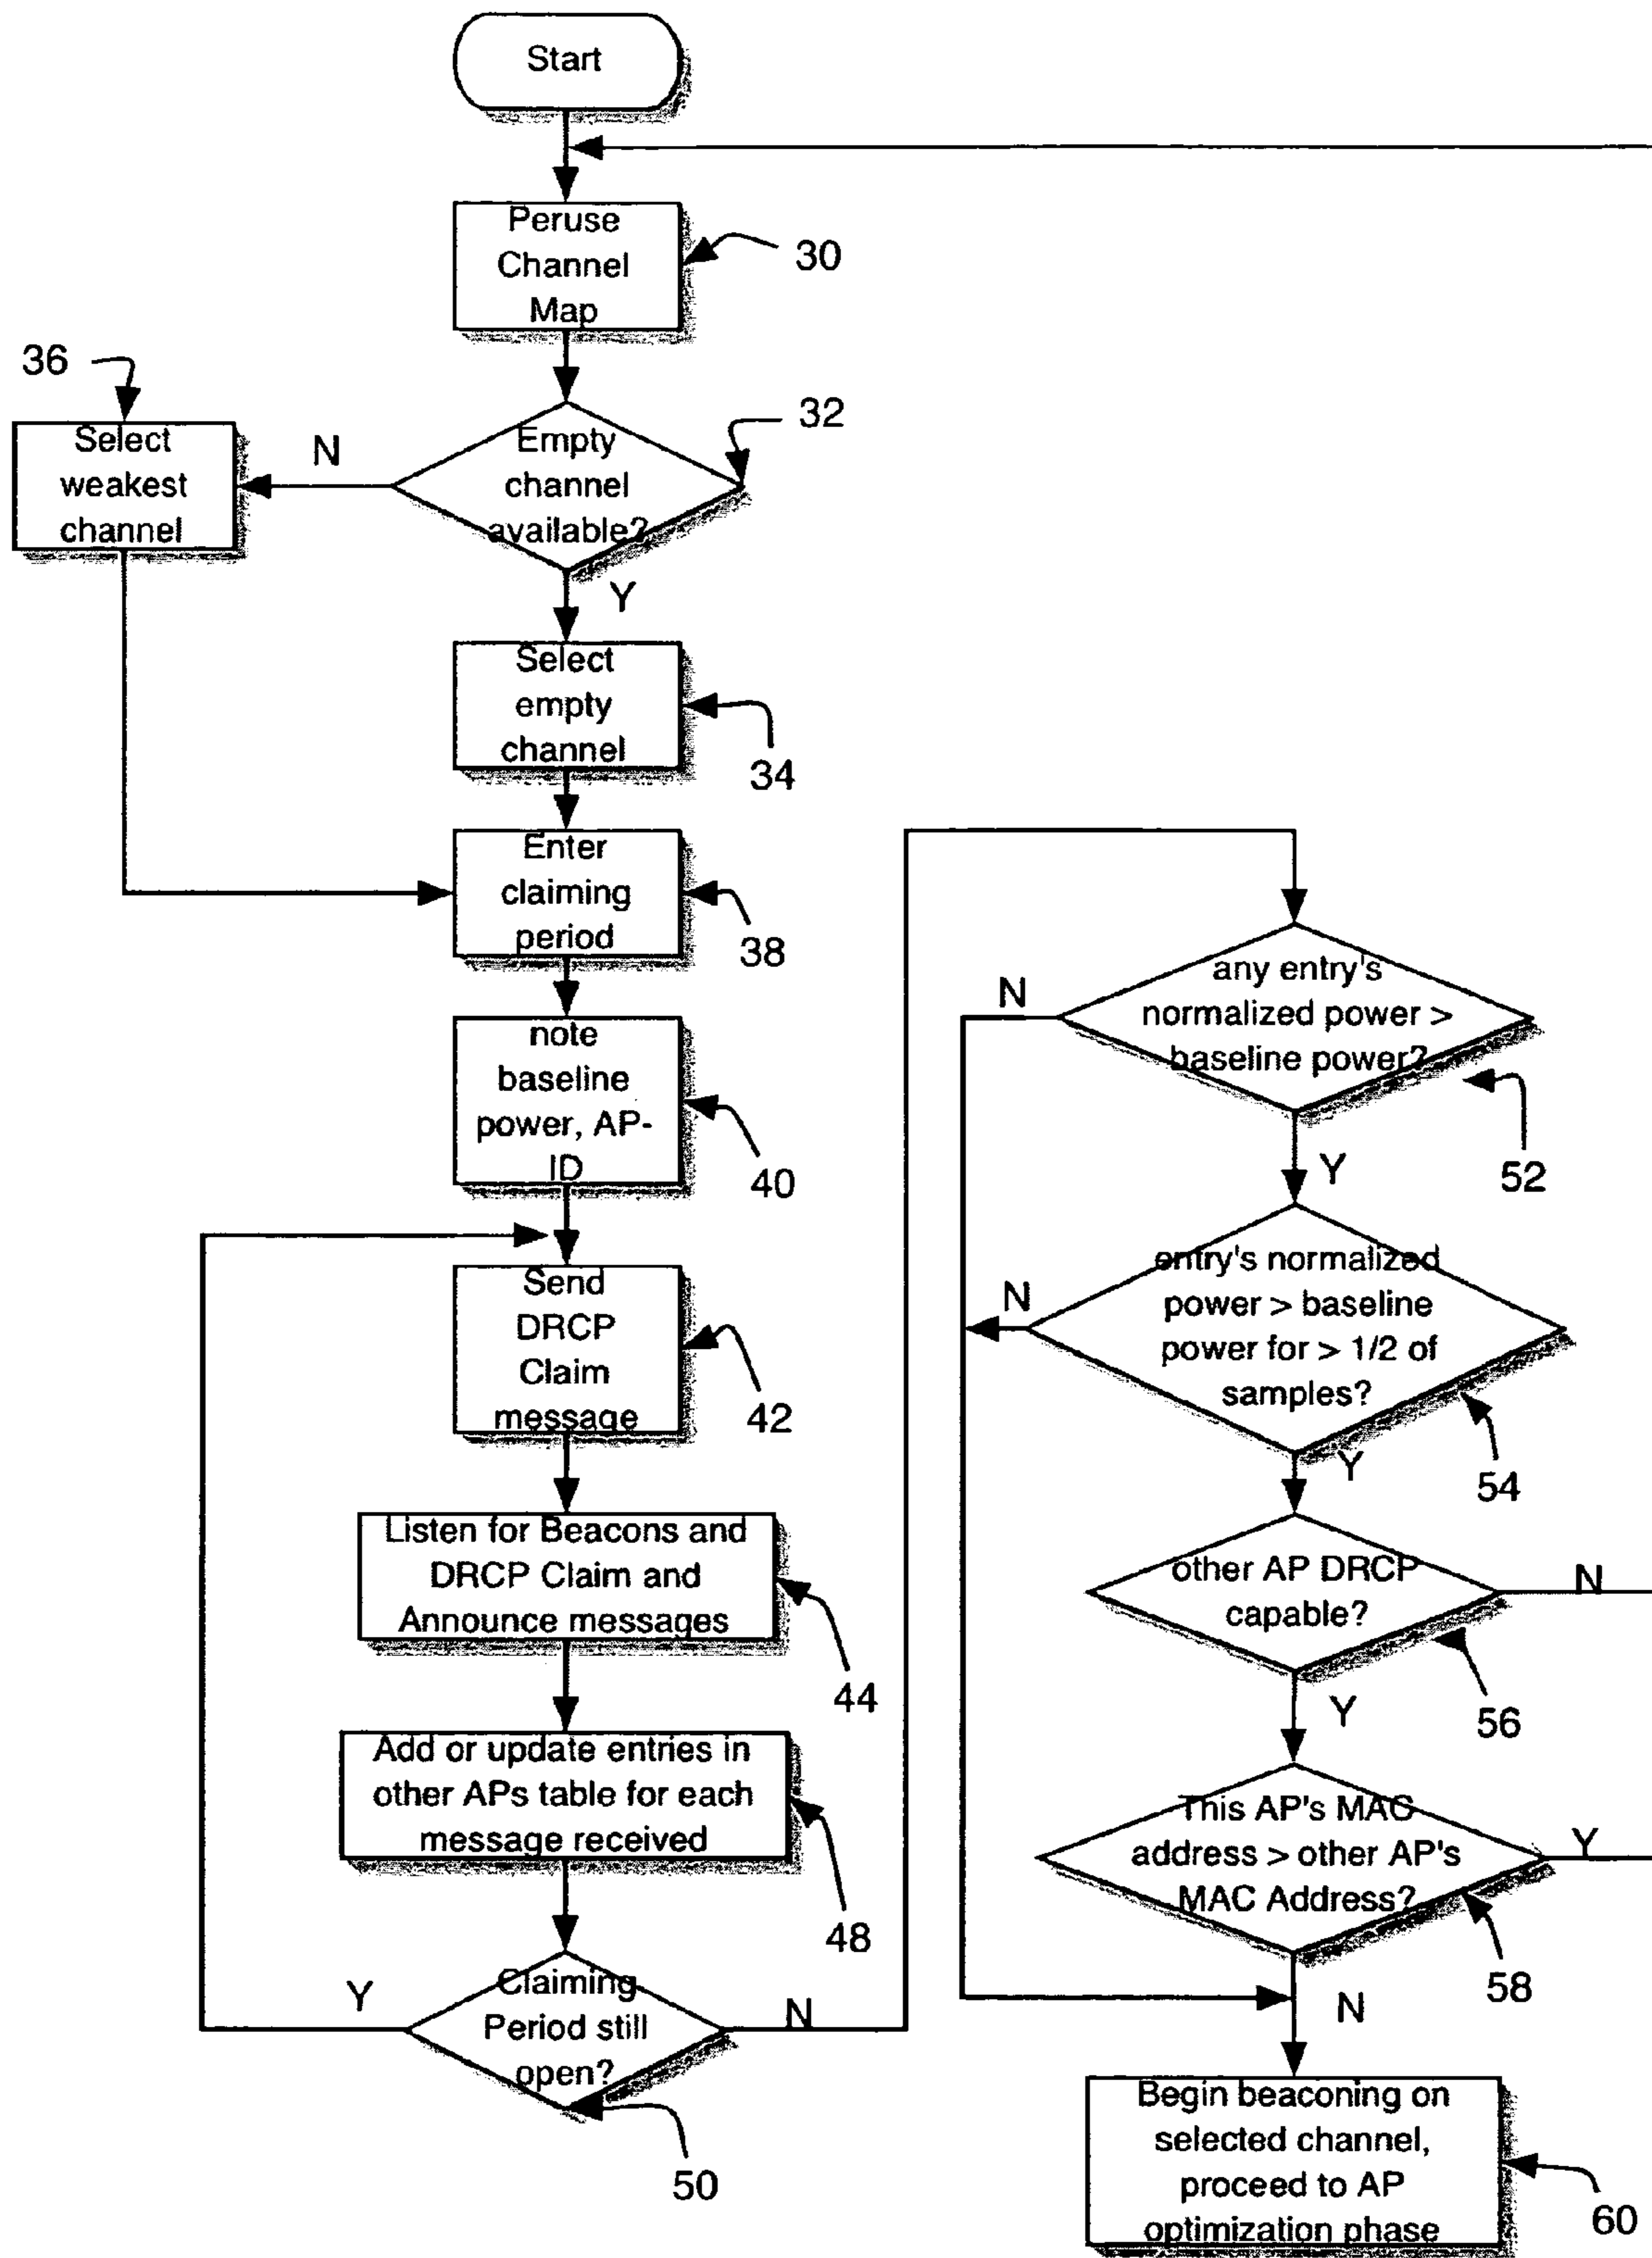 Start
Peruse
Channel
Map
30
36
Select
weakest
channel
N
Empty
channel
available?
32
Y
Select
empty
channel
34
Enter
claiming
period
38
note
baseline
power, AP-
ID
40
Send
DRCP
Claim
message
42
Listen for Beacons and
DRCP Claim and
Announce messages
44
Add or update entries in
other APs table for each
message received
48
Y
Claiming
Period still
open?
N
50
N
any entry's
normalized power >
baseline power?
52
Y
N
entry's normalized
power > baseline
power for > 1/2 of
samples?
54
Y
other AP DRCP
capable?
N
56
Y
This AP's MAC
address > other AP's
MAC Address?
Y
58
N
Begin beaconing on
selected channel,
proceed to AP
optimization phase
60